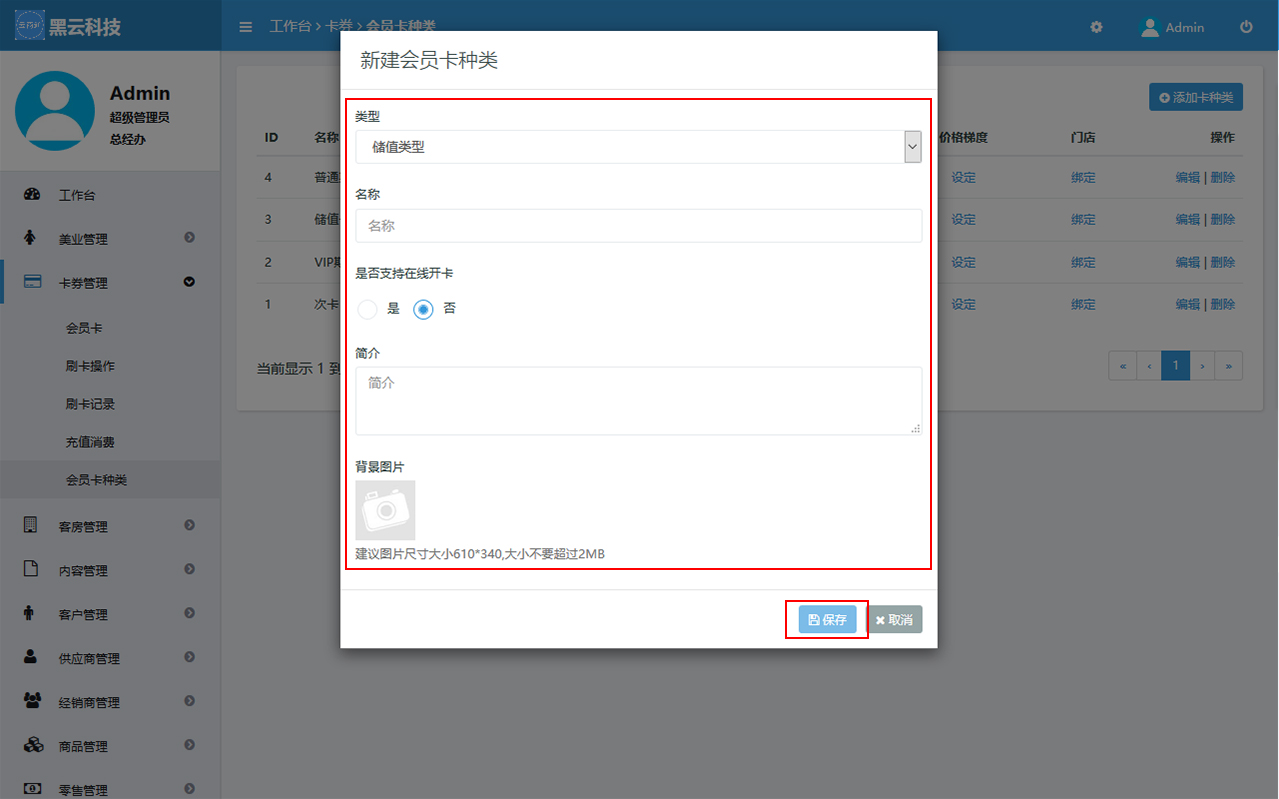 黑云科技
工作台 › 卡券 › 会员卡种类
Admin
Admin
超级管理员
总经办
工作台
美业管理
卡券管理
会员卡
刷卡操作
刷卡记录
充值消费
会员卡种类
客房管理
内容管理
客户管理
供应商管理
经销商管理
商品管理
零售管理
添加卡种类
ID 名称 价格梯度 门店 操作
4 普通 设定 绑定 编辑 | 删除
3 储值 设定 绑定 编辑 | 删除
2 VIP 设定 绑定 编辑 | 删除
1 次卡 设定 绑定 编辑 | 删除
当前显示 1 到
« ‹ 1 › »
新建会员卡种类
类型
储值类型
名称
名称
是否支持在线开卡
是 否
简介
简介
背景图片
建议图片尺寸大小610*340,大小不要超过2MB
保存 取消